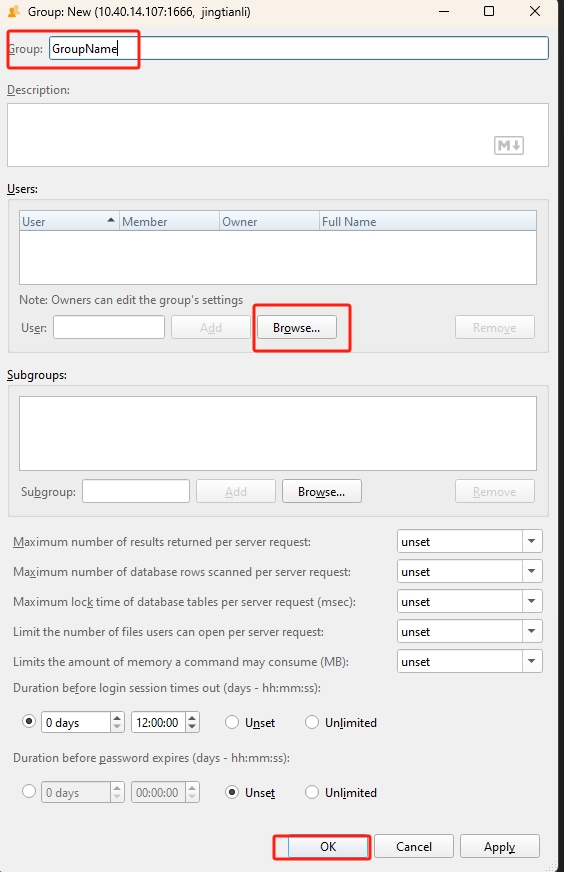 Group: New (10.40.14.107:1666,  jingtianli)
Group: GroupName
Description:
M
Users:
User Member Owner Full Name
Note: Owners can edit the group's settings
User: Add Browse... Remove
Subgroups:
Subgroup: Add Browse... Remove
Maximum number of results returned per server request: unset
Maximum number of database rows scanned per server request: unset
Maximum lock time of database tables per server request (msec): unset
Limit the number of files users can open per server request: unset
Limits the amount of memory a command may consume (MB): unset
Duration before login session times out (days - hh:mm:ss):
0 days 12:00:00 Unset Unlimited
Duration before password expires (days - hh:mm:ss):
0 days 00:00:00 Unset Unlimited
OK Cancel Apply